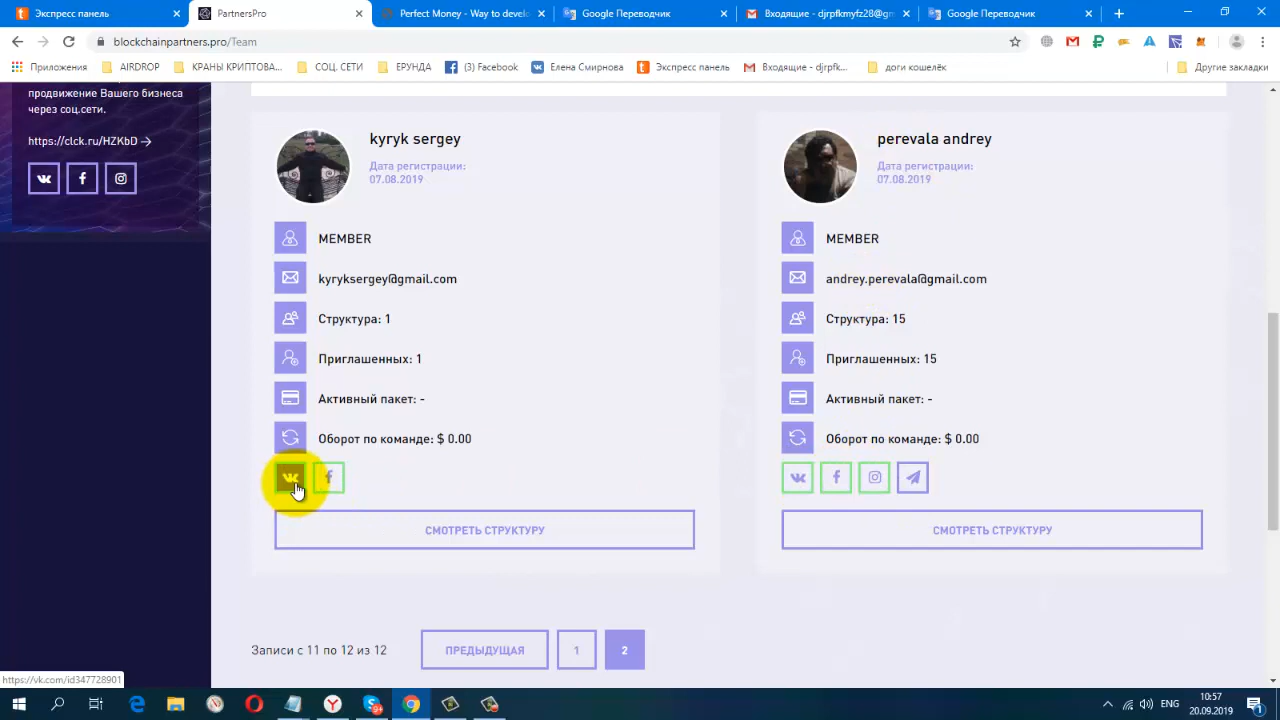 Экспресс панель
PartnersPro
Perfect Money - Way to develo
Google Переводчик
Входящие - djrpfkmyfz28@gm
Google Переводчик
blockchainpartners.pro/Team
Приложения
AIRDROP
КРАНЫ КРИПТОВА...
СОЦ. СЕТИ
ЕРУНДА
(3) Facebook
Елена Смирнова
Экспресс панель
Входящие - djrpfk...
доги кошелёк
Другие закладки
продвижение Вашего бизнеса
через соц.сети.
https://clck.ru/HZKbD
kyryk sergey
Дата регистрации:
07.08.2019
MEMBER
kyryksergey@gmail.com
Структура: 1
Приглашенных: 1
Активный пакет: -
Оборот по команде: $ 0.00
СМОТРЕТЬ СТРУКТУРУ
perevala andrey
Дата регистрации:
07.08.2019
MEMBER
andrey.perevala@gmail.com
Структура: 15
Приглашенных: 15
Активный пакет: -
Оборот по команде: $ 0.00
СМОТРЕТЬ СТРУКТУРУ
Записи с 11 по 12 из 12
ПРЕДЫДУЩАЯ
1
2
https://vk.com/id347728901
ENG
10:57
20.09.2019